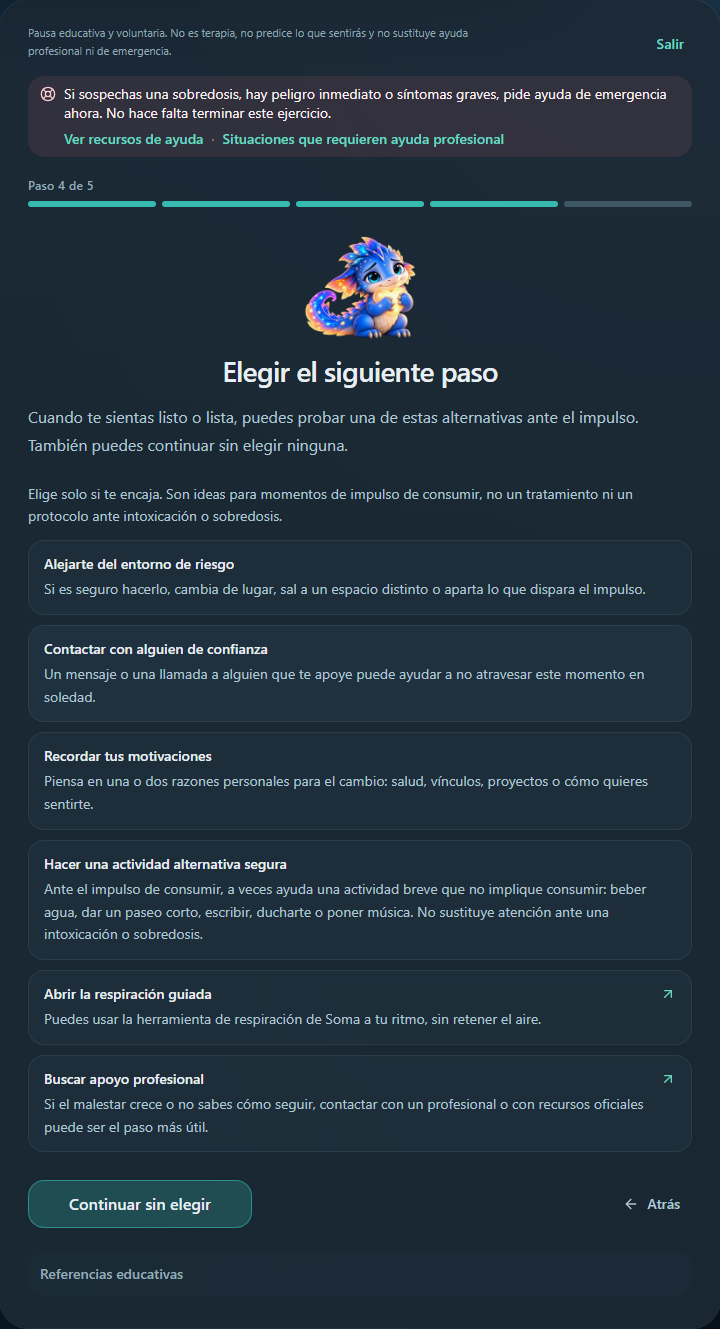 Pausa educativa y voluntaria. No es terapia, no predice lo que sentirás y no sustituye ayuda
profesional ni de emergencia.
Salir
Si sospechas una sobredosis, hay peligro inmediato o síntomas graves, pide ayuda de emergencia
ahora. No hace falta terminar este ejercicio.
Ver recursos de ayuda · Situaciones que requieren ayuda profesional
Paso 4 de 5
Elegir el siguiente paso
Cuando te sientas listo o lista, puedes probar una de estas alternativas ante el impulso.
También puedes continuar sin elegir ninguna.
Elige solo si te encaja. Son ideas para momentos de impulso de consumir, no un tratamiento ni un
protocolo ante intoxicación o sobredosis.
Alejarte del entorno de riesgo
Si es seguro hacerlo, cambia de lugar, sal a un espacio distinto o aparta lo que dispara el impulso.
Contactar con alguien de confianza
Un mensaje o una llamada a alguien que te apoye puede ayudar a no atravesar este momento en
soledad.
Recordar tus motivaciones
Piensa en una o dos razones personales para el cambio: salud, vínculos, proyectos o cómo quieres
sentirte.
Hacer una actividad alternativa segura
Ante el impulso de consumir, a veces ayuda una actividad breve que no implique consumir: beber
agua, dar un paseo corto, escribir, ducharte o poner música. No sustituye atención ante una
intoxicación o sobredosis.
Abrir la respiración guiada
Puedes usar la herramienta de respiración de Soma a tu ritmo, sin retener el aire.
Buscar apoyo profesional
Si el malestar crece o no sabes cómo seguir, contactar con un profesional o con recursos oficiales
puede ser el paso más útil.
Continuar sin elegir
← Atrás
Referencias educativas